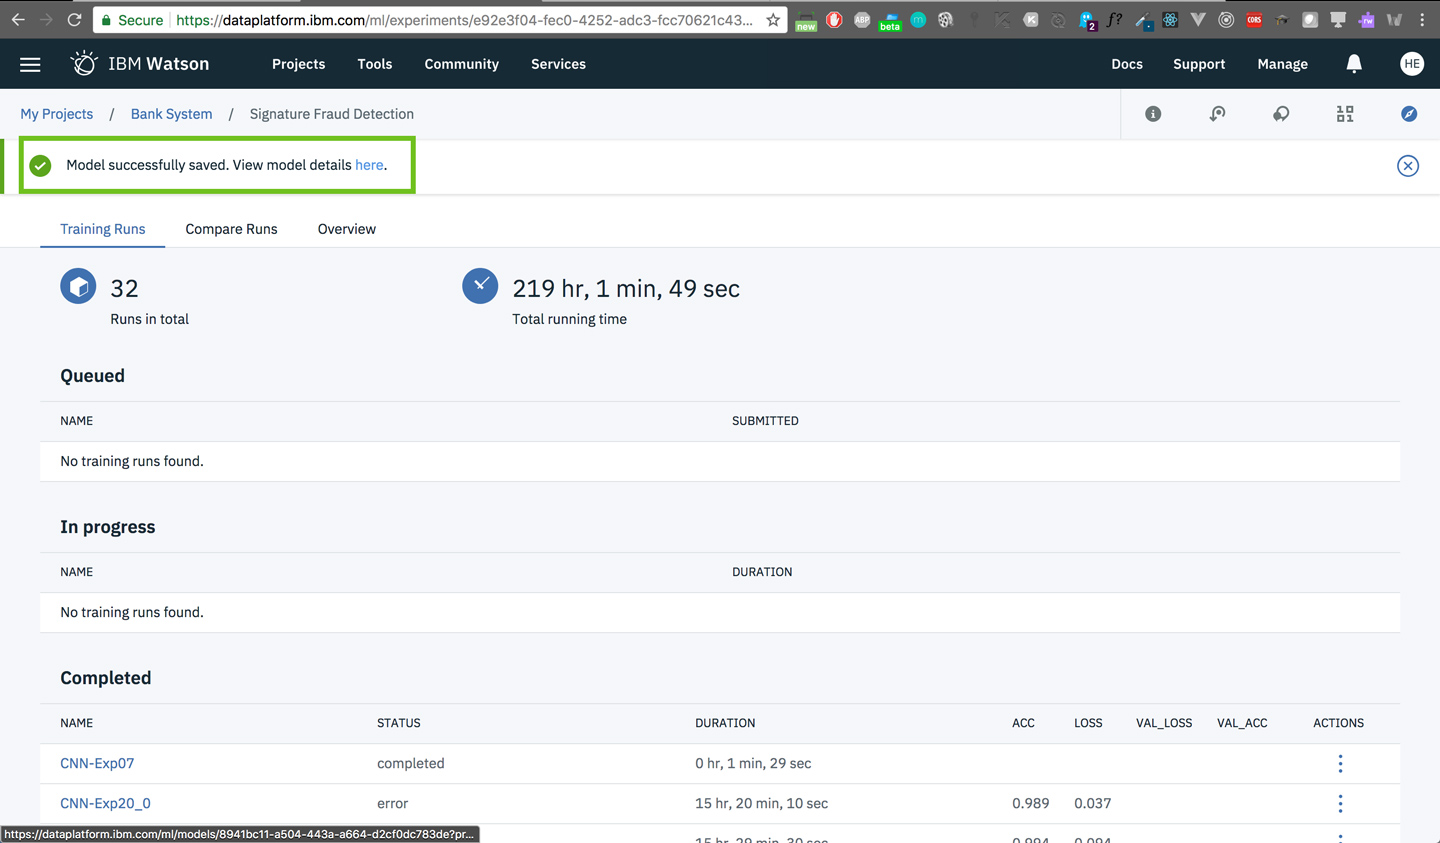 Secure https://dataplatform.ibm.com/ml/experiments/e92e3f04-fec0-4252-adc3-fcc70621c43...
new ABP beta m K 2 f? CORS rw
IBM Watson Projects Tools Community Services Docs Support Manage HE
My Projects / Bank System / Signature Fraud Detection
Model successfully saved. View model details here.
Training Runs Compare Runs Overview
32 219 hr, 1 min, 49 sec
Runs in total Total running time
Queued
NAME SUBMITTED
No training runs found.
In progress
NAME DURATION
No training runs found.
Completed
NAME STATUS DURATION ACC LOSS VAL_LOSS VAL_ACC ACTIONS
CNN-Exp07 completed 0 hr, 1 min, 29 sec
CNN-Exp20_0 error 15 hr, 20 min, 10 sec 0.989 0.037
https://dataplatform.ibm.com/ml/models/8941bc11-a504-443a-a664-d2cf0dc783de?pr...